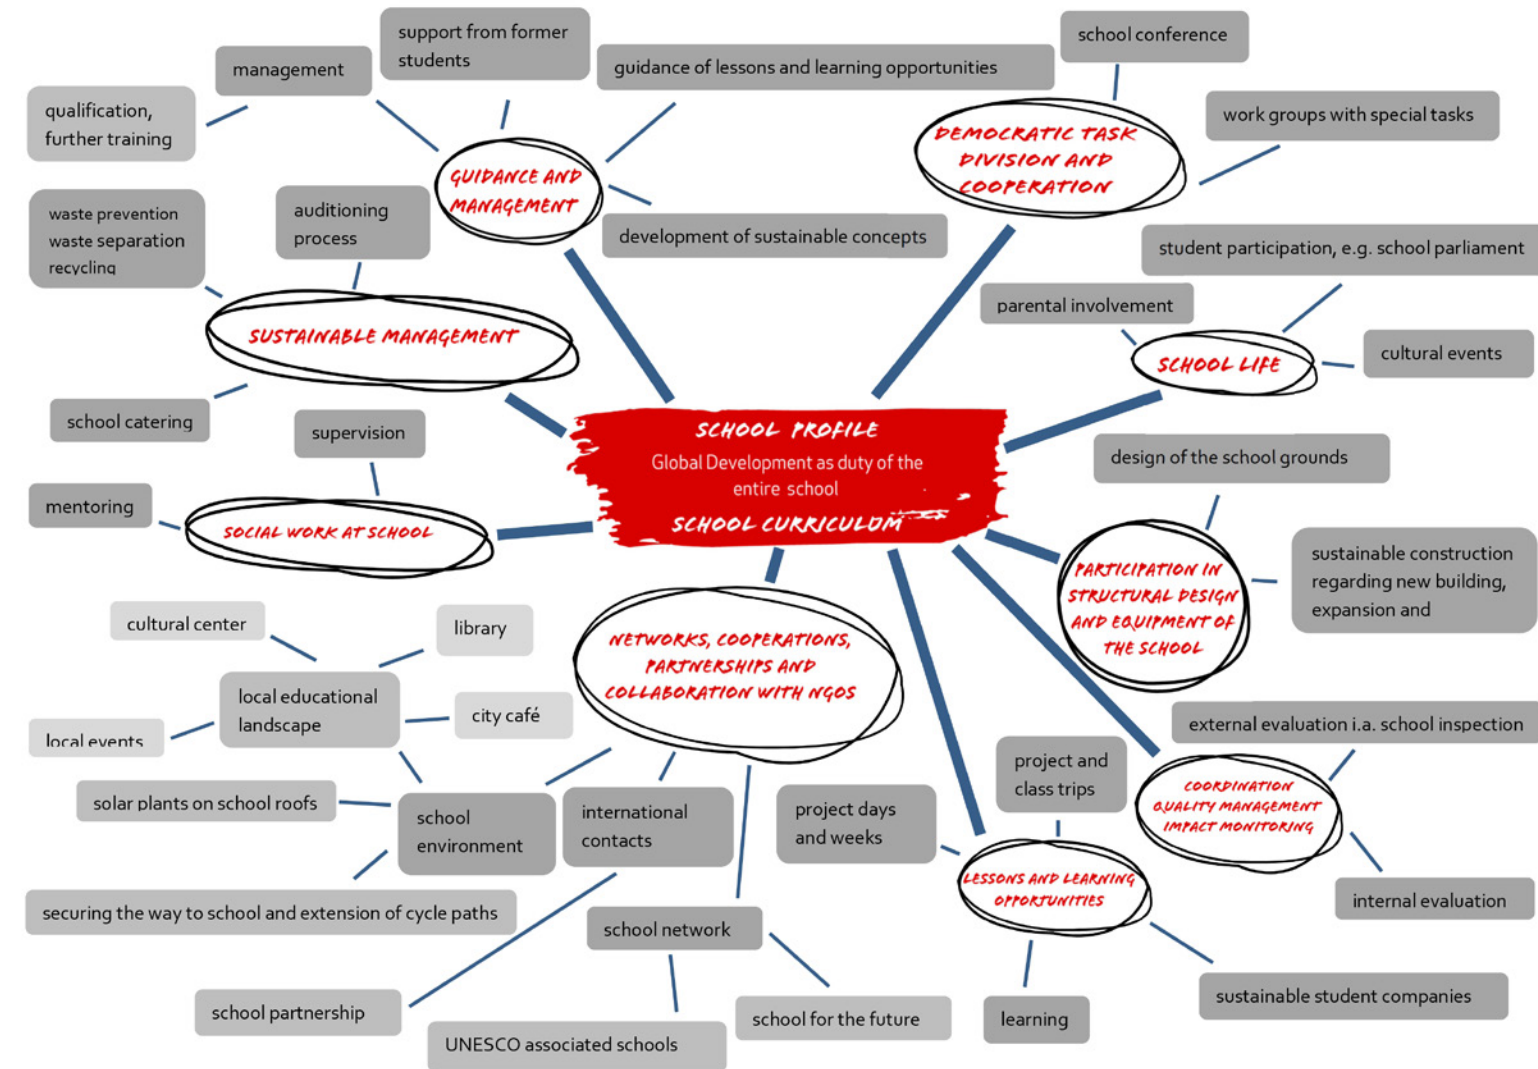 support from former
students
management
guidance of lessons and learning opportunities
school conference
qualification,
further training
work groups with special tasks
DEMOCRATIC TASK
DIVISION AND
COOPERATION
GUIDANCE AND
MANAGEMENT
waste prevention
waste separation
recycling
auditioning
process
development of sustainable concepts
student participation, e.g. school parliament
parental involvement
SUSTAINABLE MANAGEMENT
SCHOOL LIFE
cultural events
school catering
supervision
SCHOOL PROFILE
Global Development as duty of the
entire school
SCHOOL CURRICULUM
design of the school grounds
mentoring
SOCIAL WORK AT SCHOOL
sustainable construction
regarding new building,
expansion and
PARTICIPATION IN
STRUCTURAL DESIGN
AND EQUIPMENT OF
THE SCHOOL
cultural center
library
NETWORKS, COOPERATIONS,
PARTNERSHIPS AND
COLLABORATION WITH NGOS
local educational
landscape
city café
local events
external evaluation i.a. school inspection
project and
class trips
COORDINATION
QUALITY MANAGEMENT
IMPACT MONITORING
solar plants on school roofs
school
environment
international
contacts
project days
and weeks
LESSONS AND LEARNING
OPPORTUNITIES
internal evaluation
securing the way to school and extension of cycle paths
school network
sustainable student companies
school partnership
UNESCO associated schools
school for the future
learning